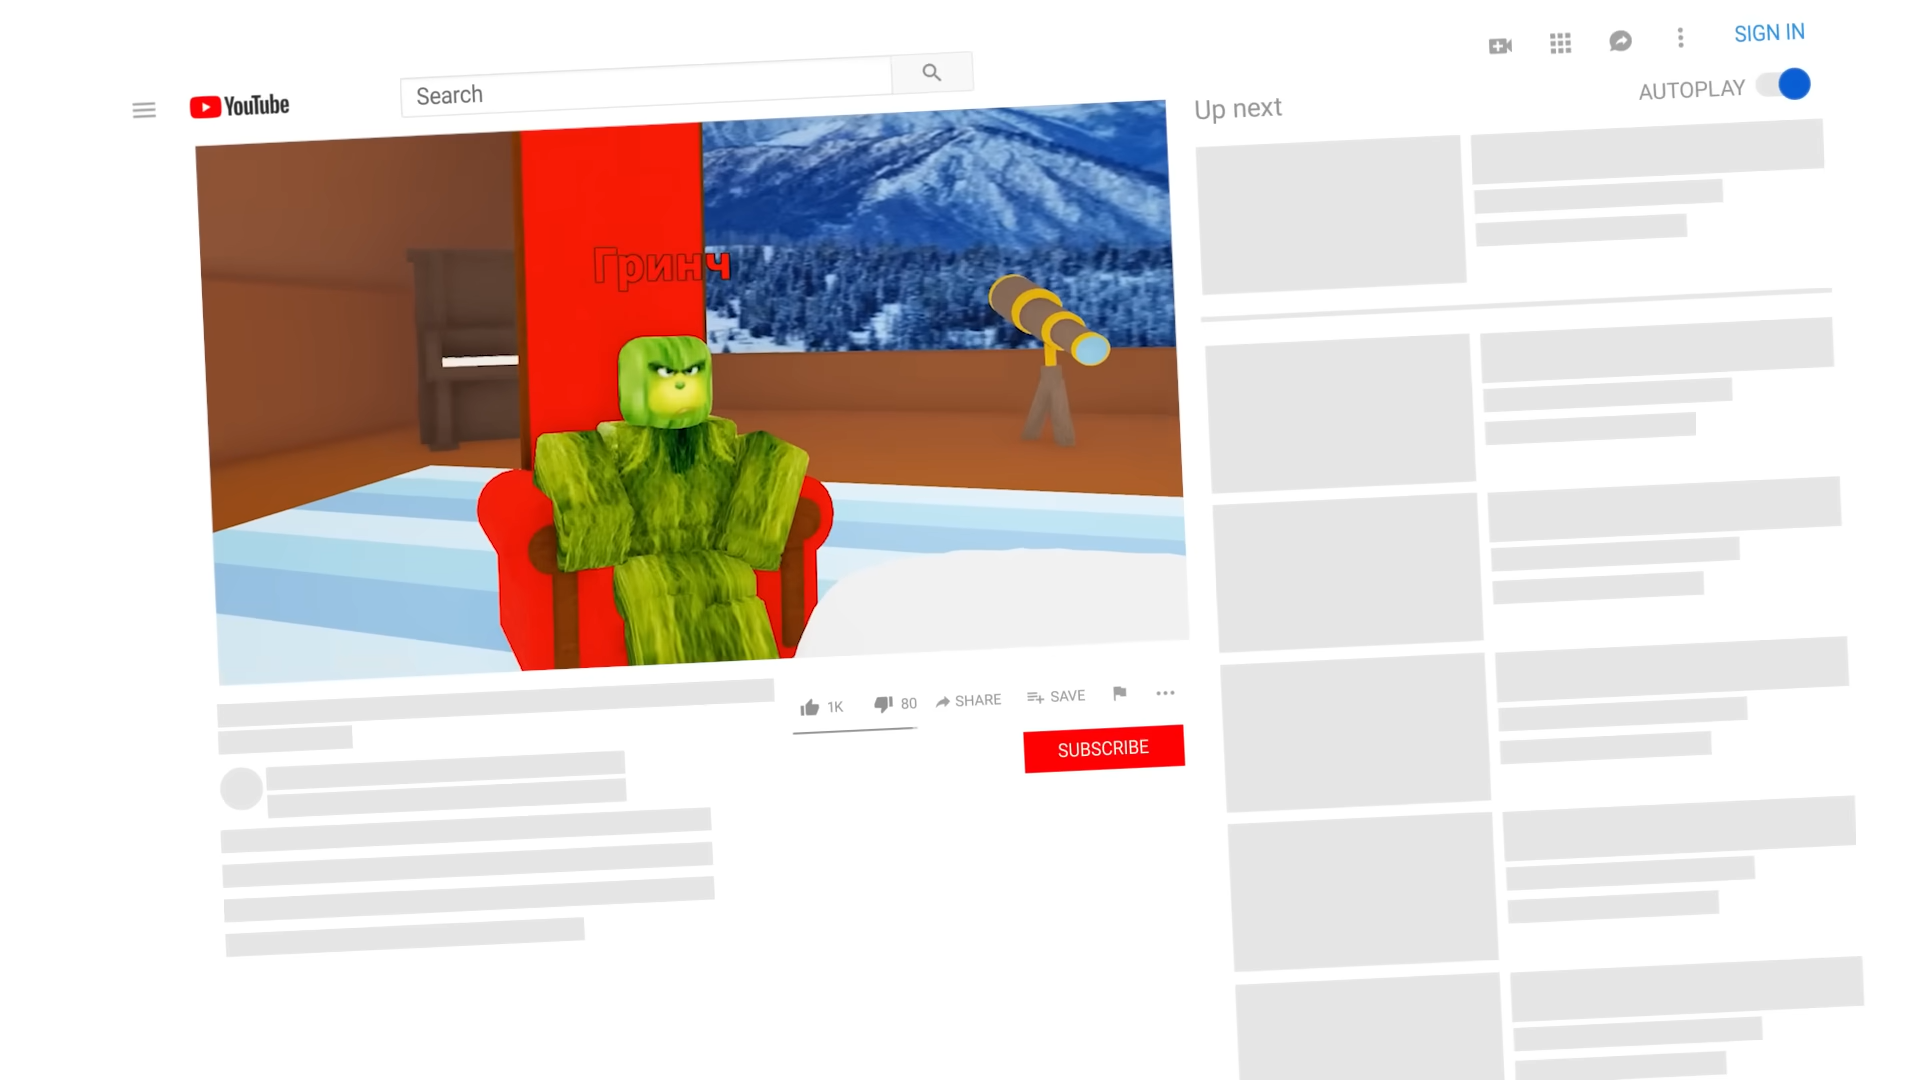 SIGN IN
YouTube
Search
Up next
AUTOPLAY
Гринч
1K
80
SHARE
SAVE
SUBSCRIBE